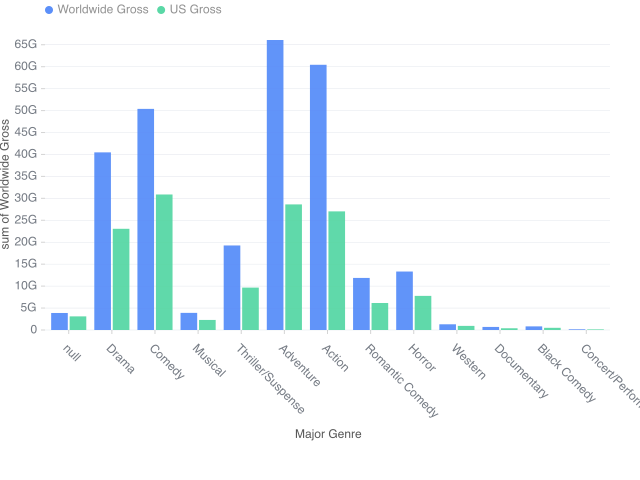 Worldwide Gross US Gross
65G
60G
55G
50G
45G
40G
35G
30G
25G
20G
15G
10G
5G
0
sum of Worldwide Gross
null
Drama
Comedy
Musical
Thriller/Suspense
Adventure
Action
Romantic Comedy
Horror
Western
Documentary
Black Comedy
Concert/Perfor
Major Genre